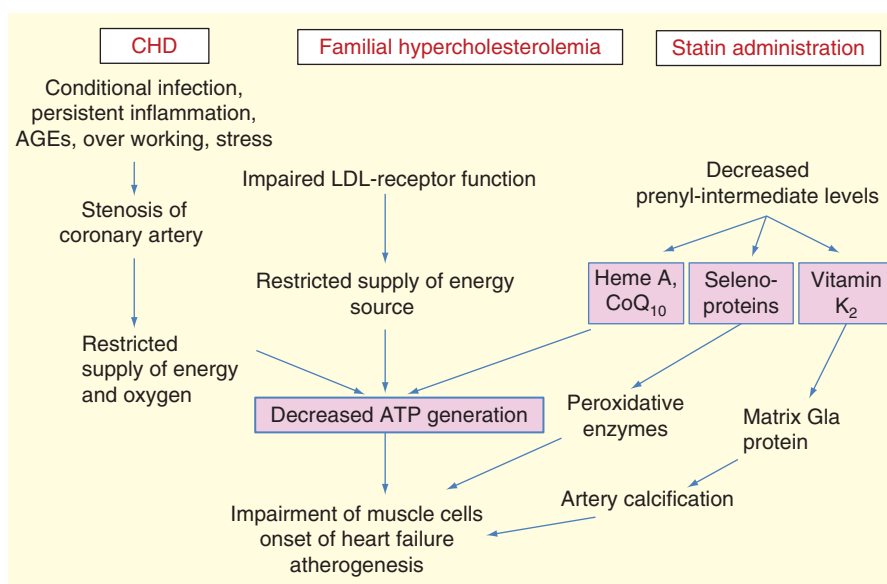 CHD
Familial hypercholesterolemia
Statin administration
Conditional infection,
persistent inflammation,
AGEs, over working, stress
Stenosis of
coronary artery
Restricted
supply of energy
and oxygen
Impaired LDL-receptor function
Restricted supply of energy
source
Decreased
prenyl-intermediate levels
Heme A,
CoQ₁₀
Seleno-
proteins
Vitamin
K₂
Decreased ATP generation
Peroxidative
enzymes
Matrix Gla
protein
Artery calcification
Impairment of muscle cells
onset of heart failure
atherogenesis